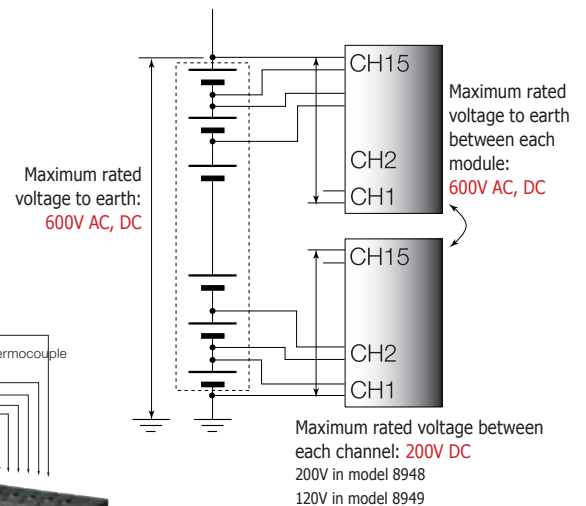 CH15
Maximum rated
voltage to earth
between each
module:
600V AC, DC
CH2
CH1
Maximum rated
voltage to earth:
600V AC, DC
CH15
CH2
CH1
Maximum rated voltage between
each channel: 200V DC
200V in model 8948
120V in model 8949